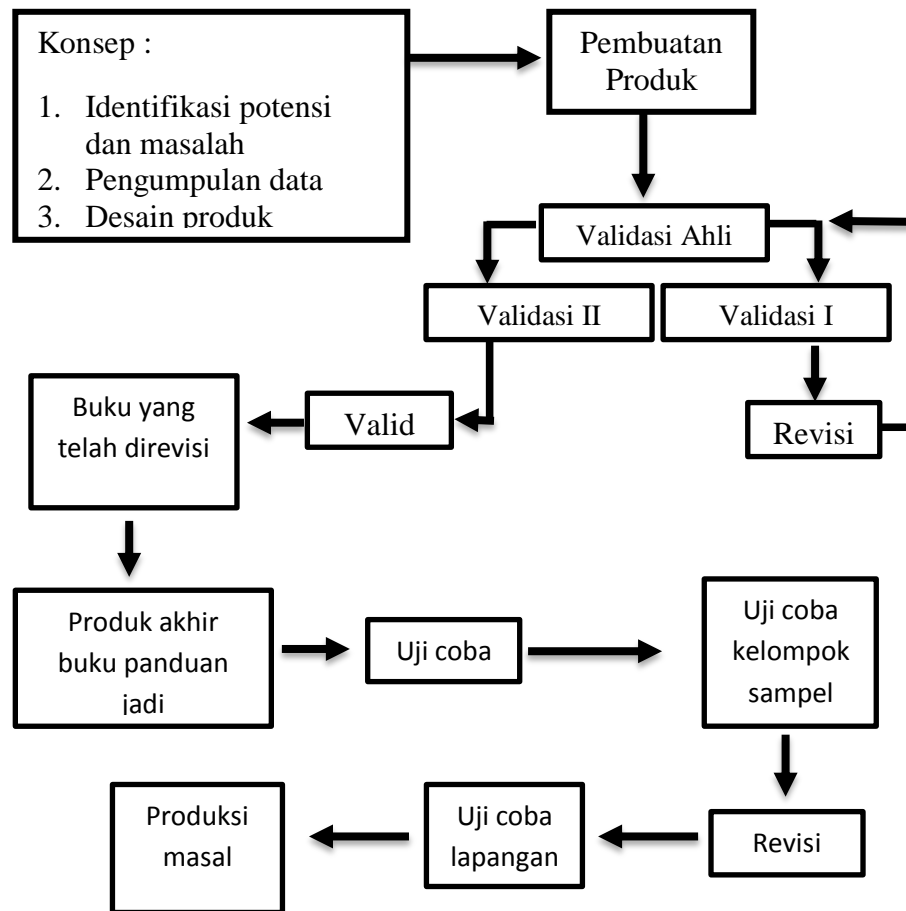 Konsep :
1. Identifikasi potensi
dan masalah
2. Pengumpulan data
3. Desain produk
Pembuatan
Produk
Validasi Ahli
Validasi II
Validasi I
Buku yang
telah direvisi
Valid
Revisi
Produk akhir
buku panduan
jadi
Uji coba
Uji coba
kelompok
sampel
Produksi
masal
Uji coba
lapangan
Revisi